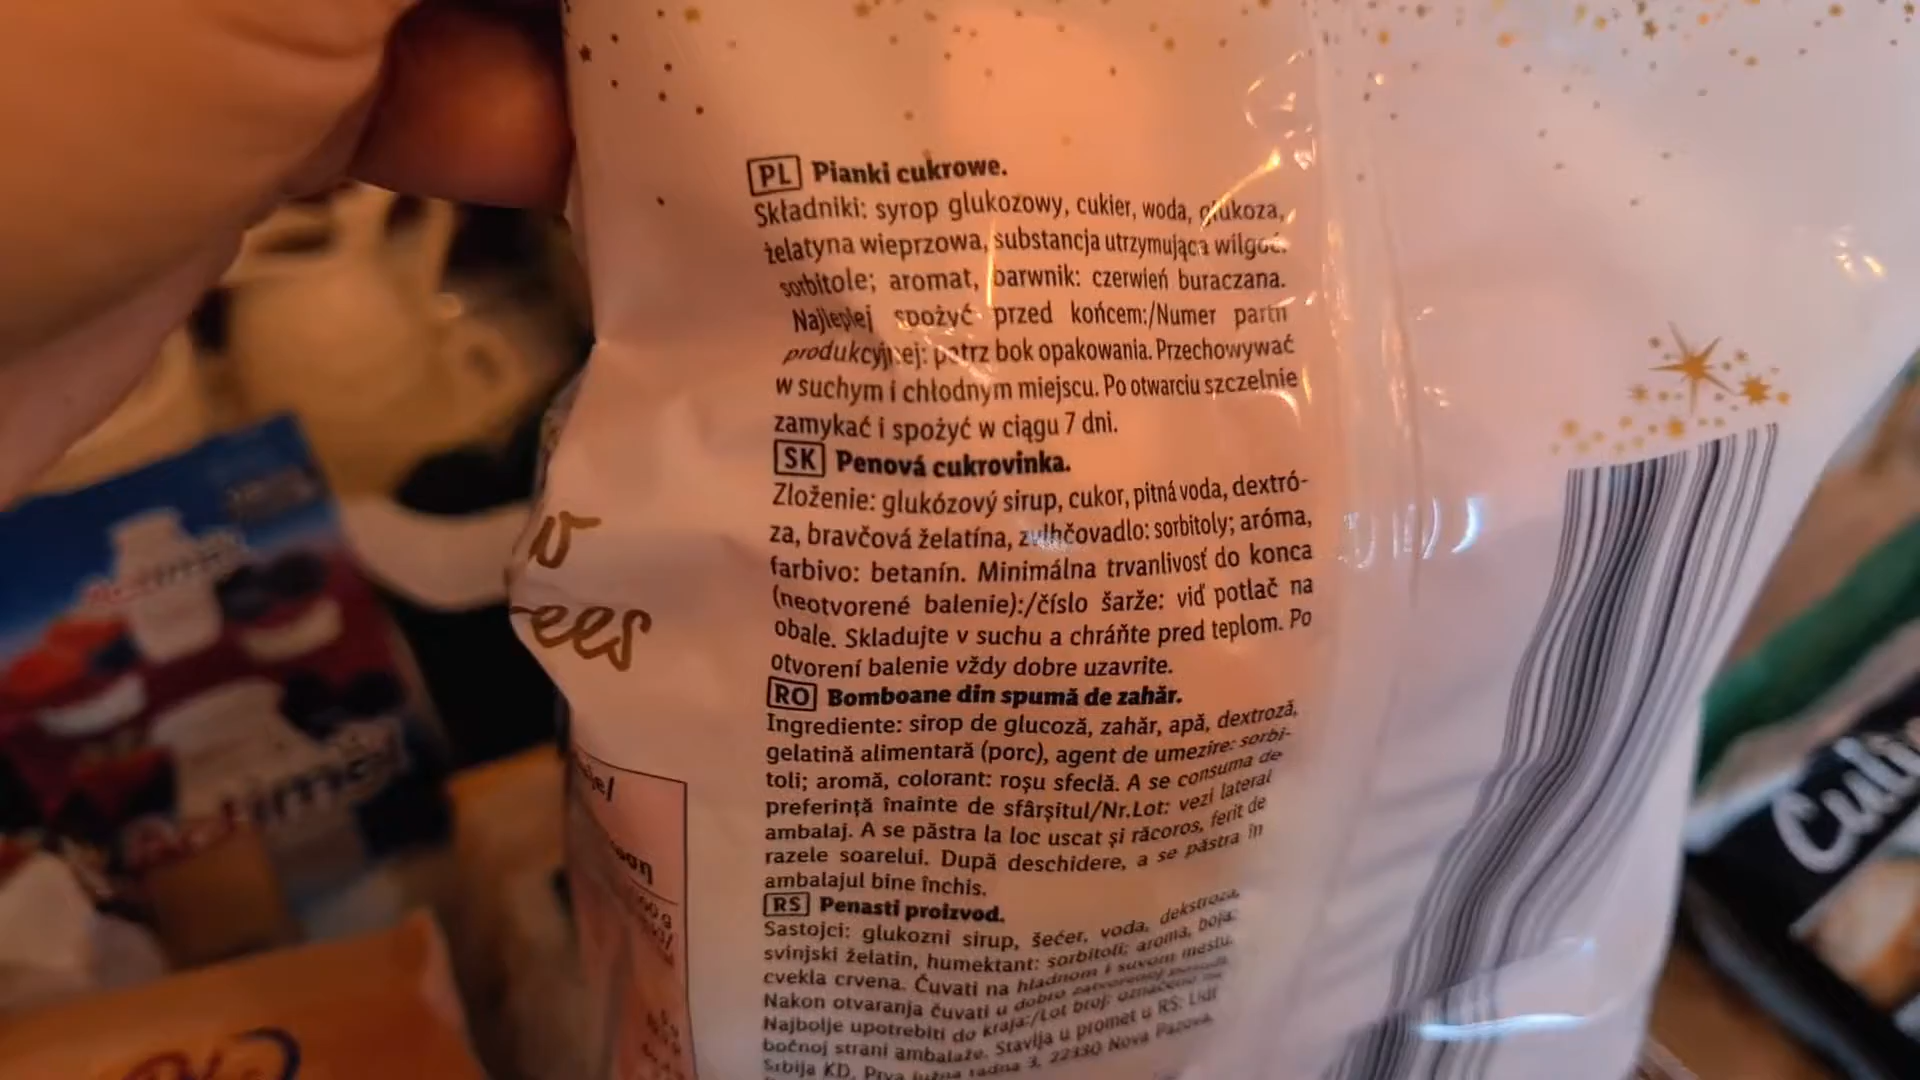 PL Pianki cukrowe.
Składniki: syrop glukozowy, cukier, woda, glukoza,
żelatyna wieprzowa, substancja utrzymująca wilgoć:
sorbitole; aromat, barwnik: czerwień buraczana.
Najlepiej spożyć przed końcem:/Numer partii
produkcyjnej: patrz bok opakowania. Przechowywać
w suchym i chłodnym miejscu. Po otwarciu szczelnie
zamykać i spożyć w ciągu 7 dni.
SK Penová cukrovinka.
Zloženie: glukózový sirup, cukor, pitná voda, dextró-
za, bravčová želatína, zvlhčovadlo: sorbitoly; aróma,
farbivo: betanín. Minimálna trvanlivosť do konca
(neotvorené balenie):/číslo šarže: viď potlač na
obale. Skladujte v suchu a chráňte pred teplom. Po
otvorení balenie vždy dobre uzavrite.
RO Bomboane din spumă de zahăr.
Ingrediente: sirop de glucoză, zahăr, apă, dextroză,
gelatină alimentară (porc), agent de umezire: sorbi-
toli; aromă, colorant: roșu sfeclă. A se consuma de
preferință înainte de sfârșitul/Nr.Lot: vezi lateral
ambalaj. A se păstra la loc uscat și răcoros, ferit de
razele soarelui. După deschidere, a se păstra în
ambalajul bine închis.
RS Penasti proizvod.
Sastojci: glukozni sirup, šećer, voda, dekstroza,
svinjski želatin, humektant: sorbitoli; aroma, boja:
cvekla crvena. Čuvati na hladnom i suvom mestu.
Nakon otvaranja čuvati u dobro zatvorenoj
Najbolje upotrebiti do kraja:/Lot broj: označeno na
bočnoj strani ambalaže. Stavlja u promet u RS: Lidl
Srbija KD, Prva južna radna 3, 22330 Nova Pazova,
ees
Actimel